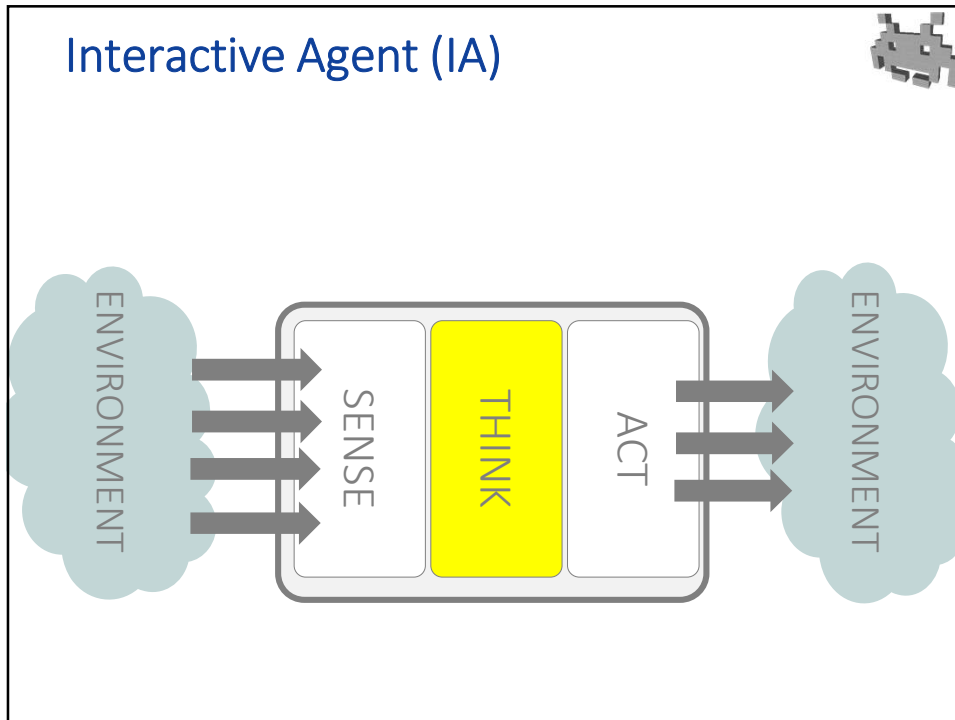 Interactive Agent (IA)
ENVIRONMENT
SENSE
THINK
ACT
ENVIRONMENT